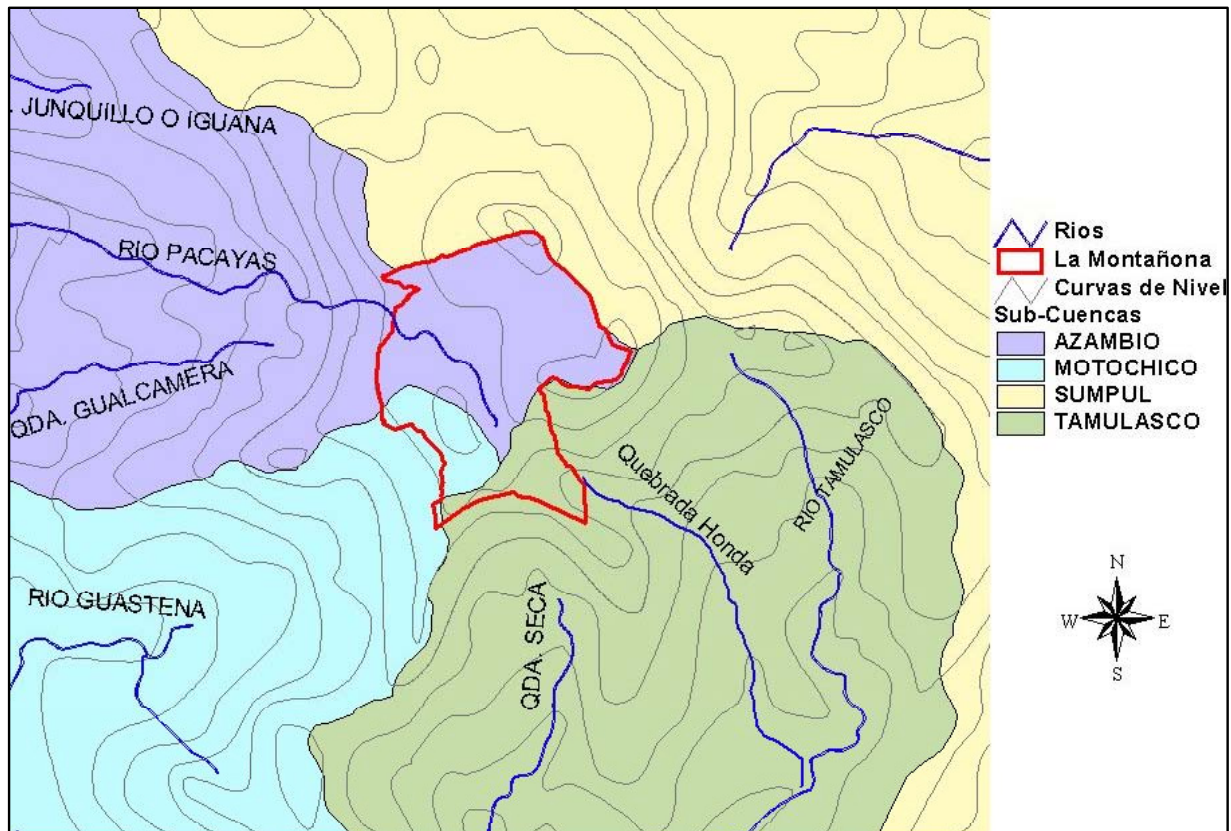 . JUNQUILLO O IGUANA
RIO PACAYAS
QDA. GUALCAMERA
RIO GUASTENA
QDA. SECA
Quebrada Honda
RIO TAMULASCO
Rios
La Montañona
Curvas de Nivel
Sub-Cuencas
AZAMBIO
MOTOCHICO
SUMPUL
TAMULASCO
N
W E
S